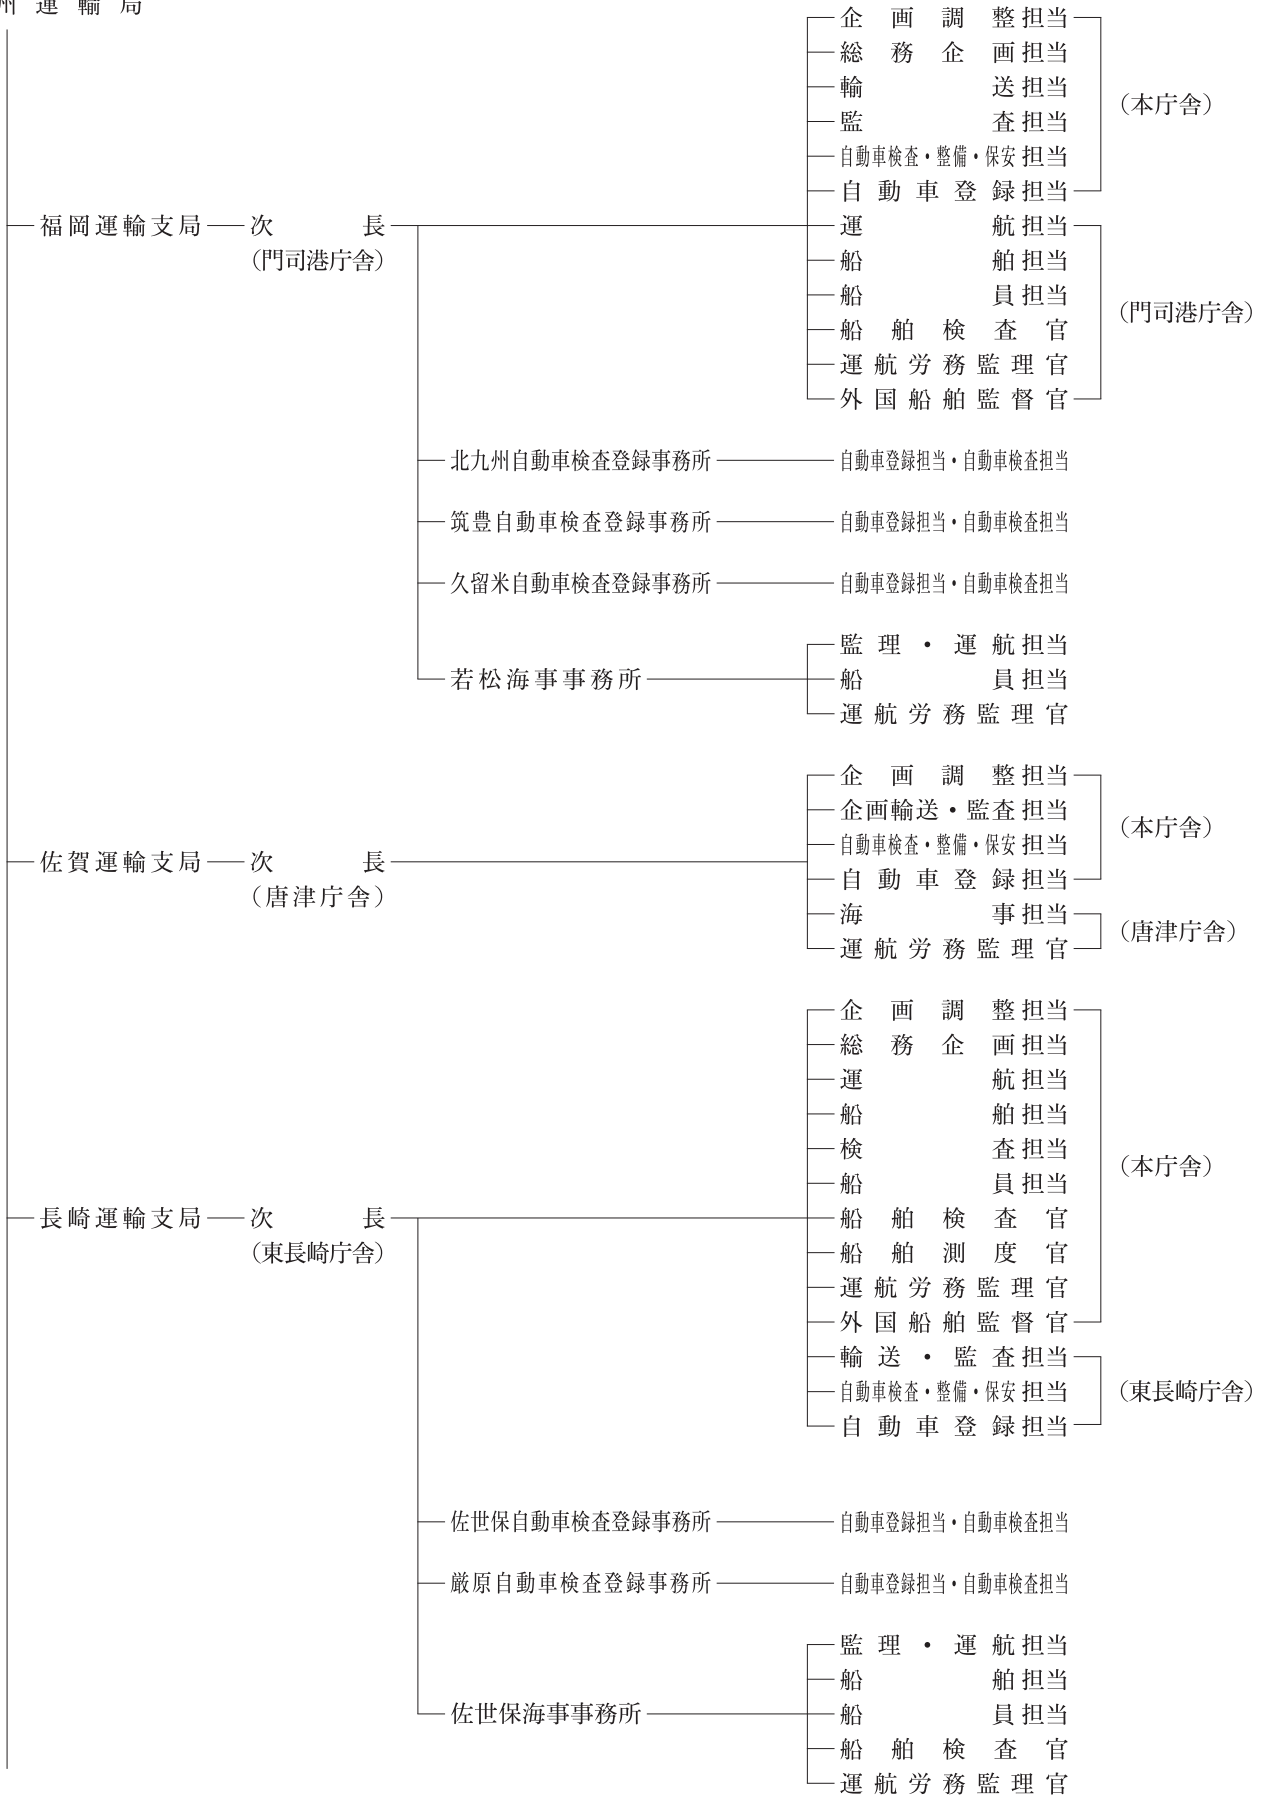 州運輸局
企画調整担当
総務企画担当
輸送担当
監査担当
(本庁舎)
自動車検査・整備・保安担当
自動車登録担当
福岡運輸支局 次長 運航担当
(門司港庁舎) 船舶担当
船員担当
(門司港庁舎)
船舶検査官
運航労務監理官
外国船舶監督官
北九州自動車検査登録事務所 自動車登録担当・自動車検査担当
筑豊自動車検査登録事務所 自動車登録担当・自動車検査担当
久留米自動車検査登録事務所 自動車登録担当・自動車検査担当
監理・運航担当
若松海事事務所 船員担当
運航労務監理官
企画調整担当
企画輸送・監査担当
(本庁舎)
自動車検査・整備・保安担当
佐賀運輸支局 次長
自動車登録担当
(唐津庁舎)
海事担当
(唐津庁舎)
運航労務監理官
企画調整担当
総務企画担当
運航担当
船舶担当
検査担当
(本庁舎)
船員担当
長崎運輸支局 次長 船舶検査官
(東長崎庁舎) 船舶測度官
運航労務監理官
外国船舶監督官
輸送・監査担当
自動車検査・整備・保安担当 (東長崎庁舎)
自動車登録担当
佐世保自動車検査登録事務所 自動車登録担当・自動車検査担当
厳原自動車検査登録事務所 自動車登録担当・自動車検査担当
監理・運航担当
船舶担当
佐世保海事事務所 船員担当
船舶検査官
運航労務監理官